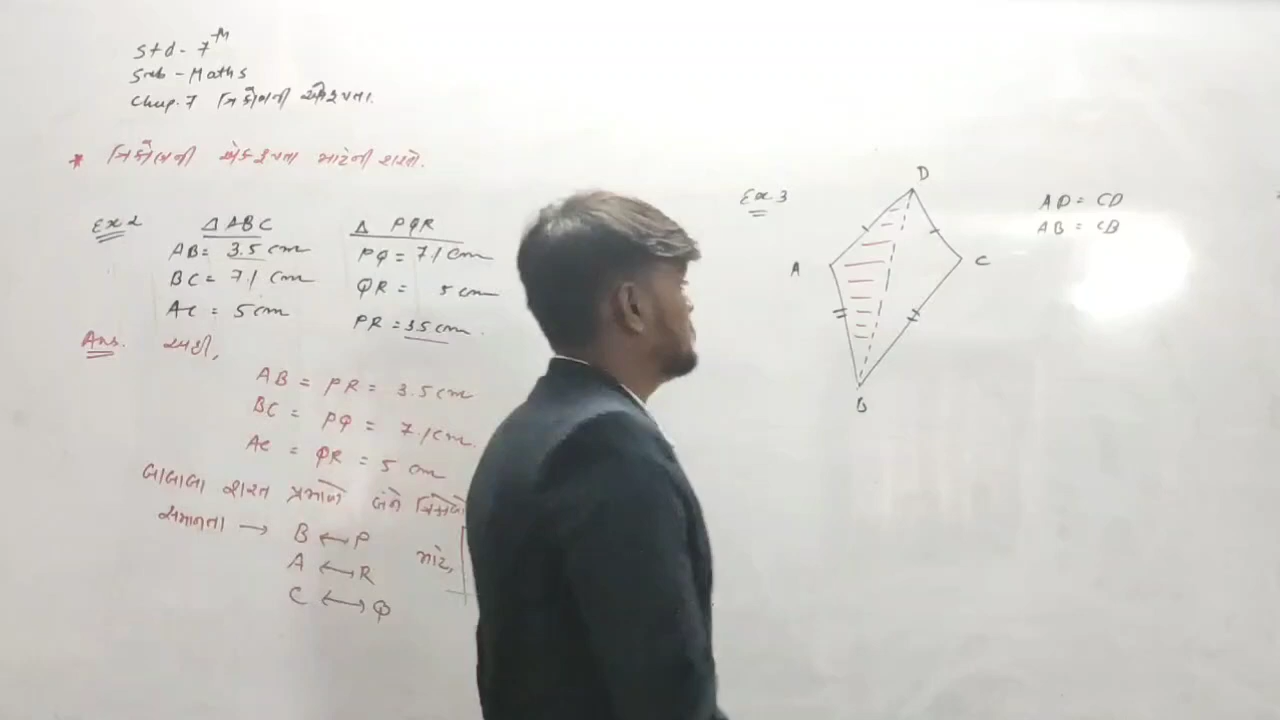 Std - 7th
Sub - Maths
Chap. 7 ત્રિકોણની એકરૂપતા.
* ત્રિકોણની એકરૂપતા માટેની શરતો.
Ex 2 △ ABC △ PQR
AB = 3.5 cm PQ = 7.1 cm
BC = 7.1 cm QR = 5 cm
AC = 5 cm PR = 3.5 cm.
Ans. અહી,
AB = PR = 3.5 cm
BC = PQ = 7.1 cm.
AC = QR = 5 cm
બાબાબા શરત પ્રમાણે બંને
સમાનતા → B ↔ P
A ↔ R
C ↔ Q
માટે,
Ex 3
D
A
C
B
AD = CD
AB = CB